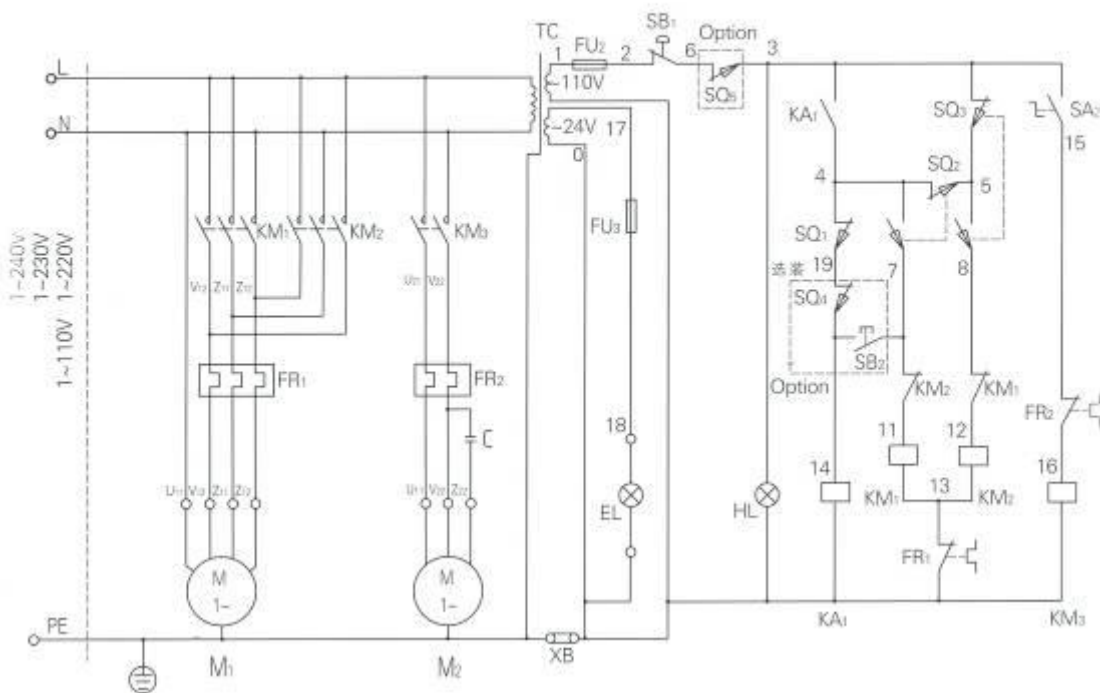 SB₁
Option
TC
1
FU₂
2
6
3
~110V
SQ₅
L
N
~24V
17
0
KA₁
SQ₃
SA₂
15
SQ₂
4
5
KM₁
KM₂
KM₃
FU₃
SQ₁
19
7
8
选装
SQ₄
SB₂
Option
1~240V
1~230V
1~220V
1~110V
V₁₂
Z₁₁
Z₁₂
U₂₁
V₂₂
FR₁
FR₂
C
KM₂
KM₁
FR₂
18
11
12
14
16
U₁₁
V₁₂
Z₁₁
Z₁₂
V₂₂
Z₂₂
EL
HL
KM₁
13
KM₂
FR₁
M
1~
M
1~
PE
M₁
M₂
XB
KA₁
KM₃